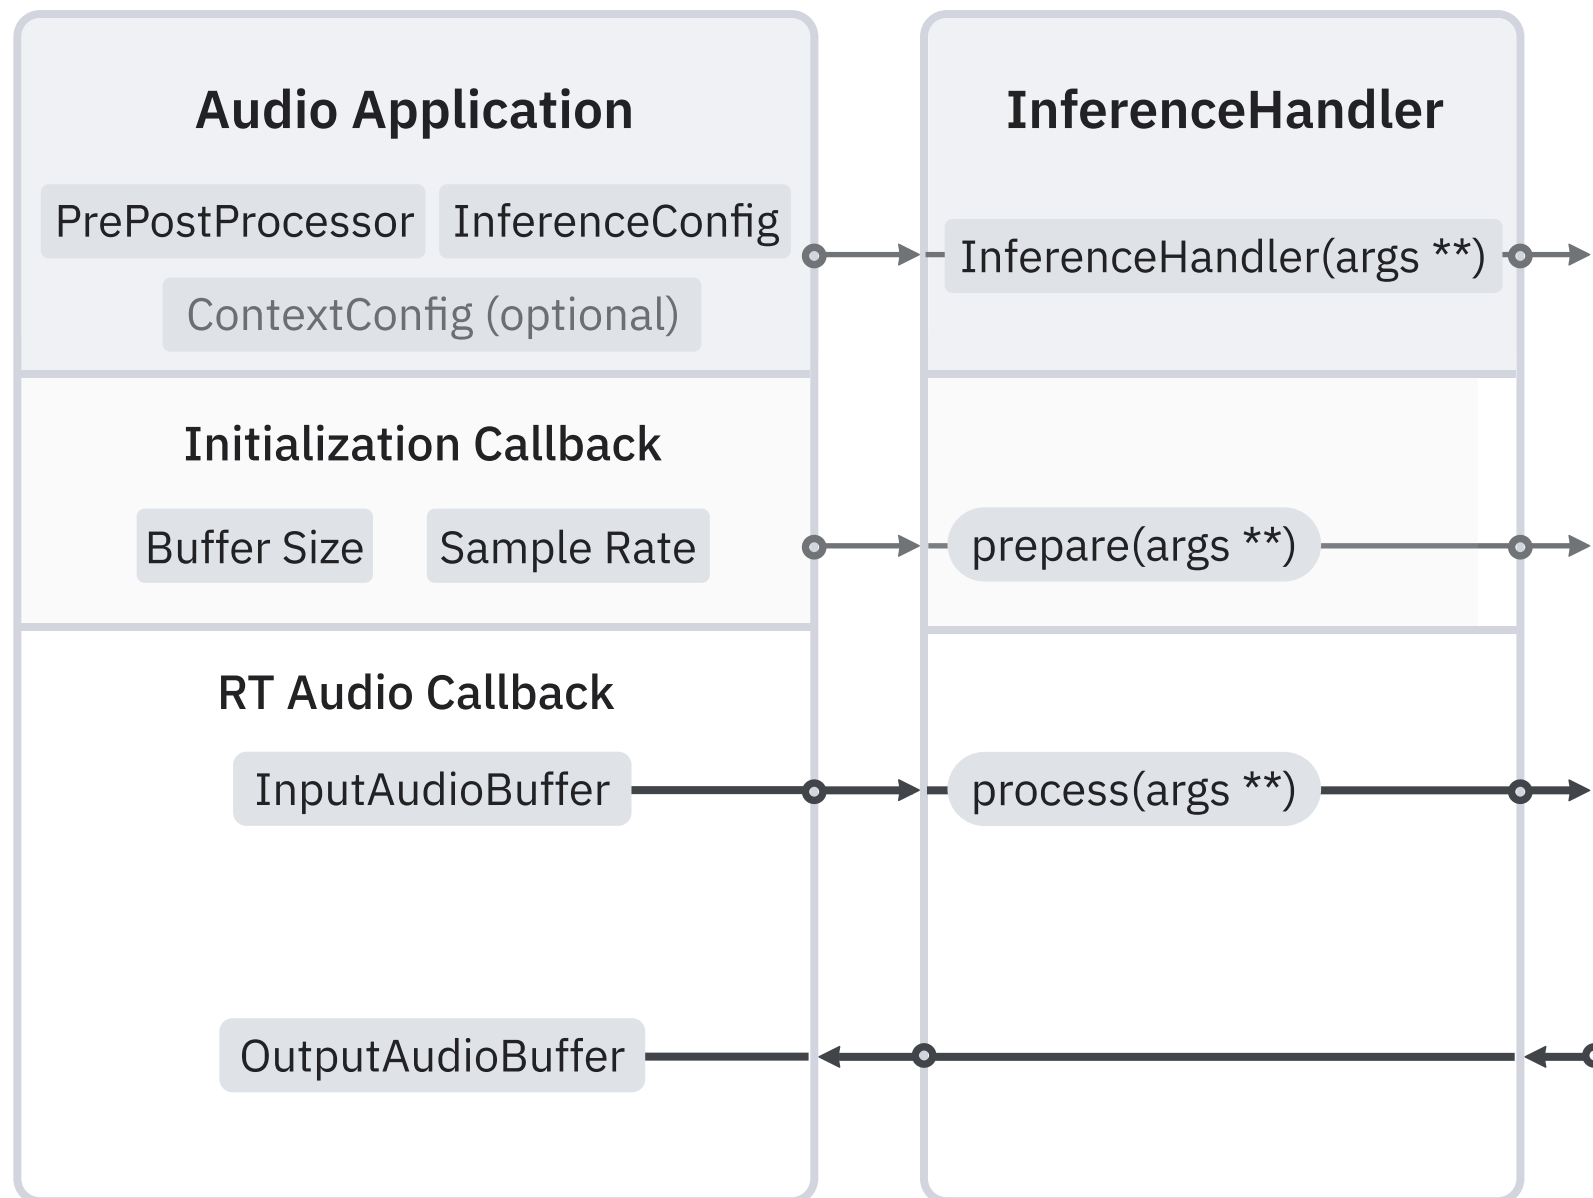 Audio Application
PrePostProcessor
InferenceConfig
ContextConfig (optional)
Initialization Callback
Buffer Size
Sample Rate
RT Audio Callback
InputAudioBuffer
OutputAudioBuffer
InferenceHandler
InferenceHandler(args **)
prepare(args **)
process(args **)